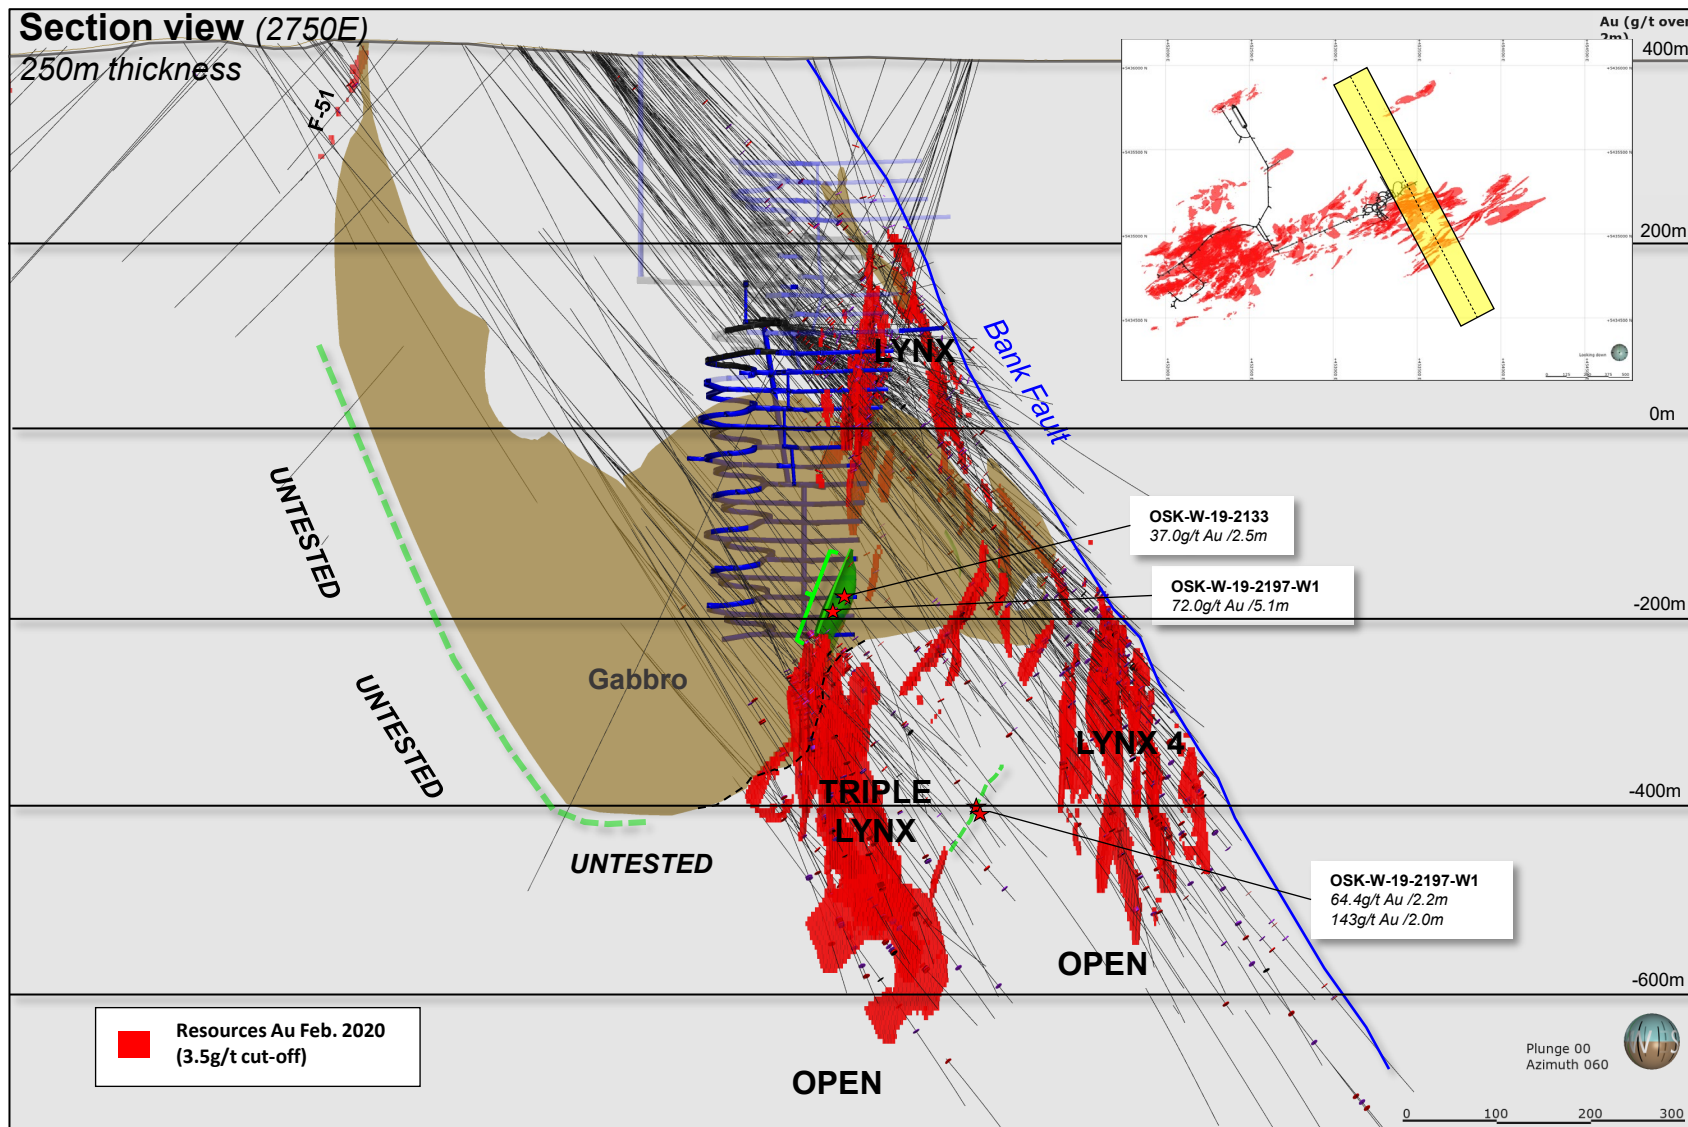 Section view (2750E)
250m thickness
Au (g/t over
2m)
400m
200m
0m
-200m
-400m
-600m
F-51
LYNX
Bank Fault
OSK-W-19-2133
37.0g/t Au /2.5m
OSK-W-19-2197-W1
72.0g/t Au /5.1m
UNTESTED
UNTESTED
UNTESTED
Gabbro
LYNX 4
TRIPLE
LYNX
OSK-W-19-2197-W1
64.4g/t Au /2.2m
143g/t Au /2.0m
OPEN
OPEN
Resources Au Feb. 2020
(3.5g/t cut-off)
Looking down
Plunge 00
Azimuth 060
0 100 200 300